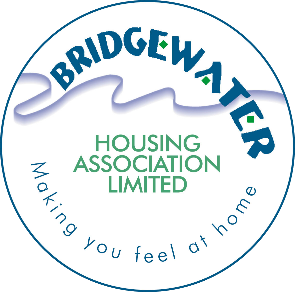 BRIDGEWATER
HOUSING
ASSOCIATION
LIMITED
Making you feel at home